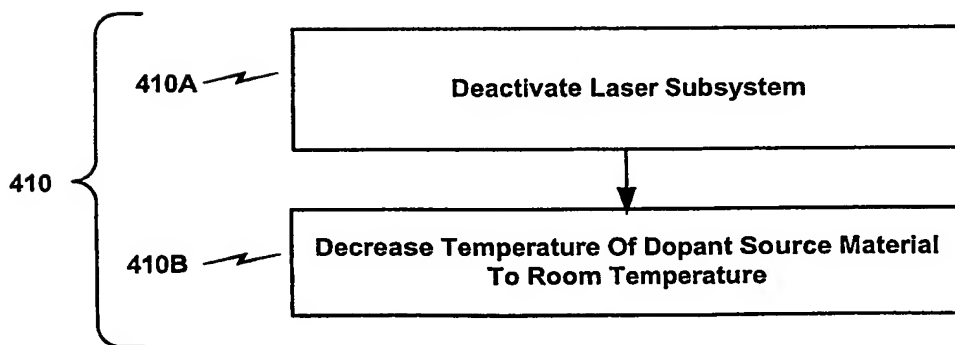 410A
Deactivate Laser Subsystem
410
410B
Decrease Temperature Of Dopant Source Material
To Room Temperature